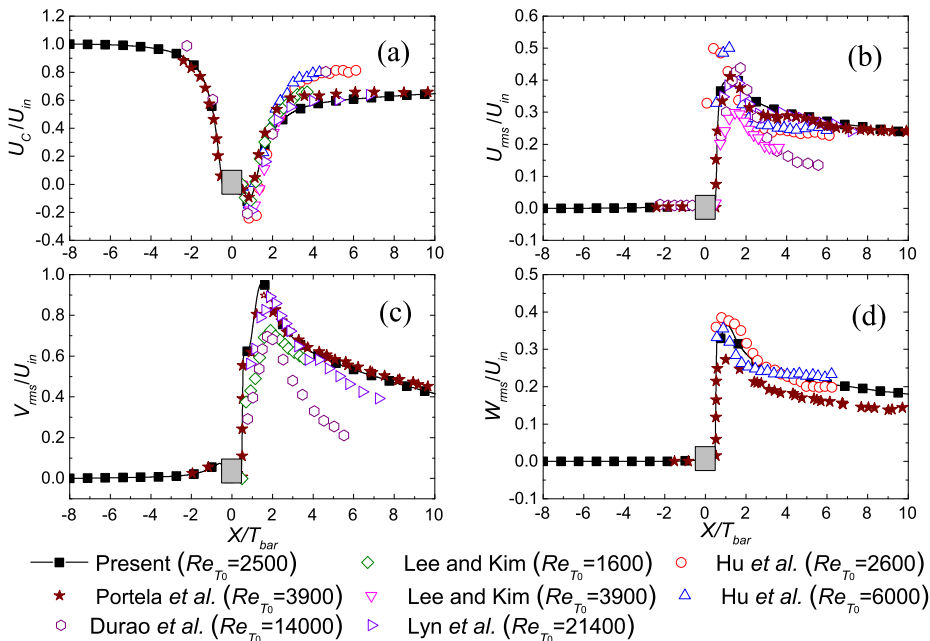 1.2
1.0
0.8
0.6
0.4
0.2
0.0
-0.2
-0.4
U_C/U_in
(a)
-8 -6 -4 -2 0 2 4 6 8 10
0.6
0.5
0.4
0.3
0.2
0.1
0.0
-0.1
U_rms/U_in
(b)
-8 -6 -4 -2 0 2 4 6 8 10
1.0
0.8
0.6
0.4
0.2
0.0
V_rms/U_in
(c)
-8 -6 -4 -2 0 2 4 6 8 10
X/T_bar
0.5
0.4
0.3
0.2
0.1
0.0
-0.1
W_rms/U_in
(d)
-8 -6 -4 -2 0 2 4 6 8 10
X/T_bar
Present (Re_T0=2500) Lee and Kim (Re_T0=1600) Hu et al. (Re_T0=2600)
Portela et al. (Re_T0=3900) Lee and Kim (Re_T0=3900) Hu et al. (Re_T0=6000)
Durao et al. (Re_T0=14000) Lyn et al. (Re_T0=21400)